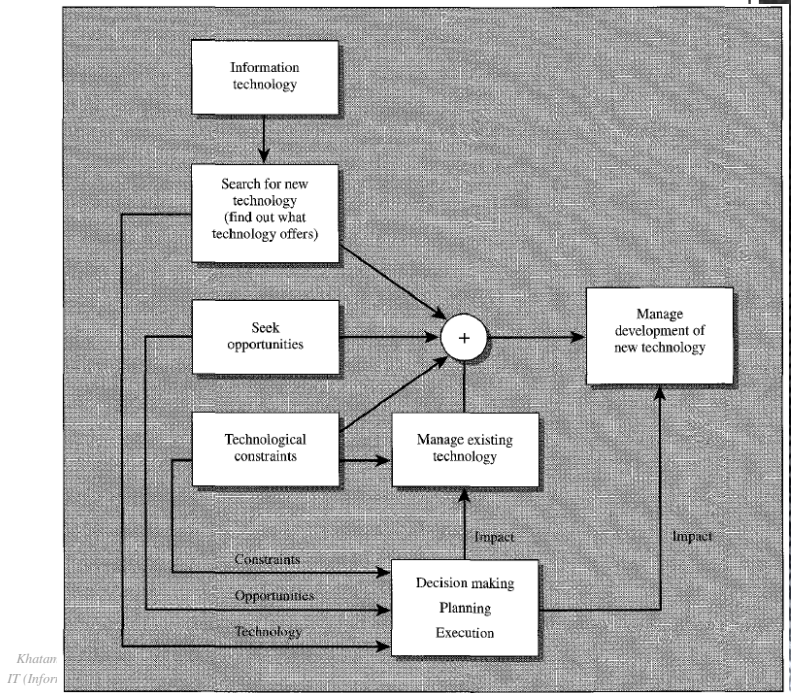 Information
technology
Search for new
technology
(find out what
technology offers)
Seek
opportunities
+
Manage
development of
new technology
Technological
constraints
Manage existing
technology
Impact
Impact
Constraints
Opportunities
Technology
Decision making
Planning
Execution
Khatam
IT (Infor